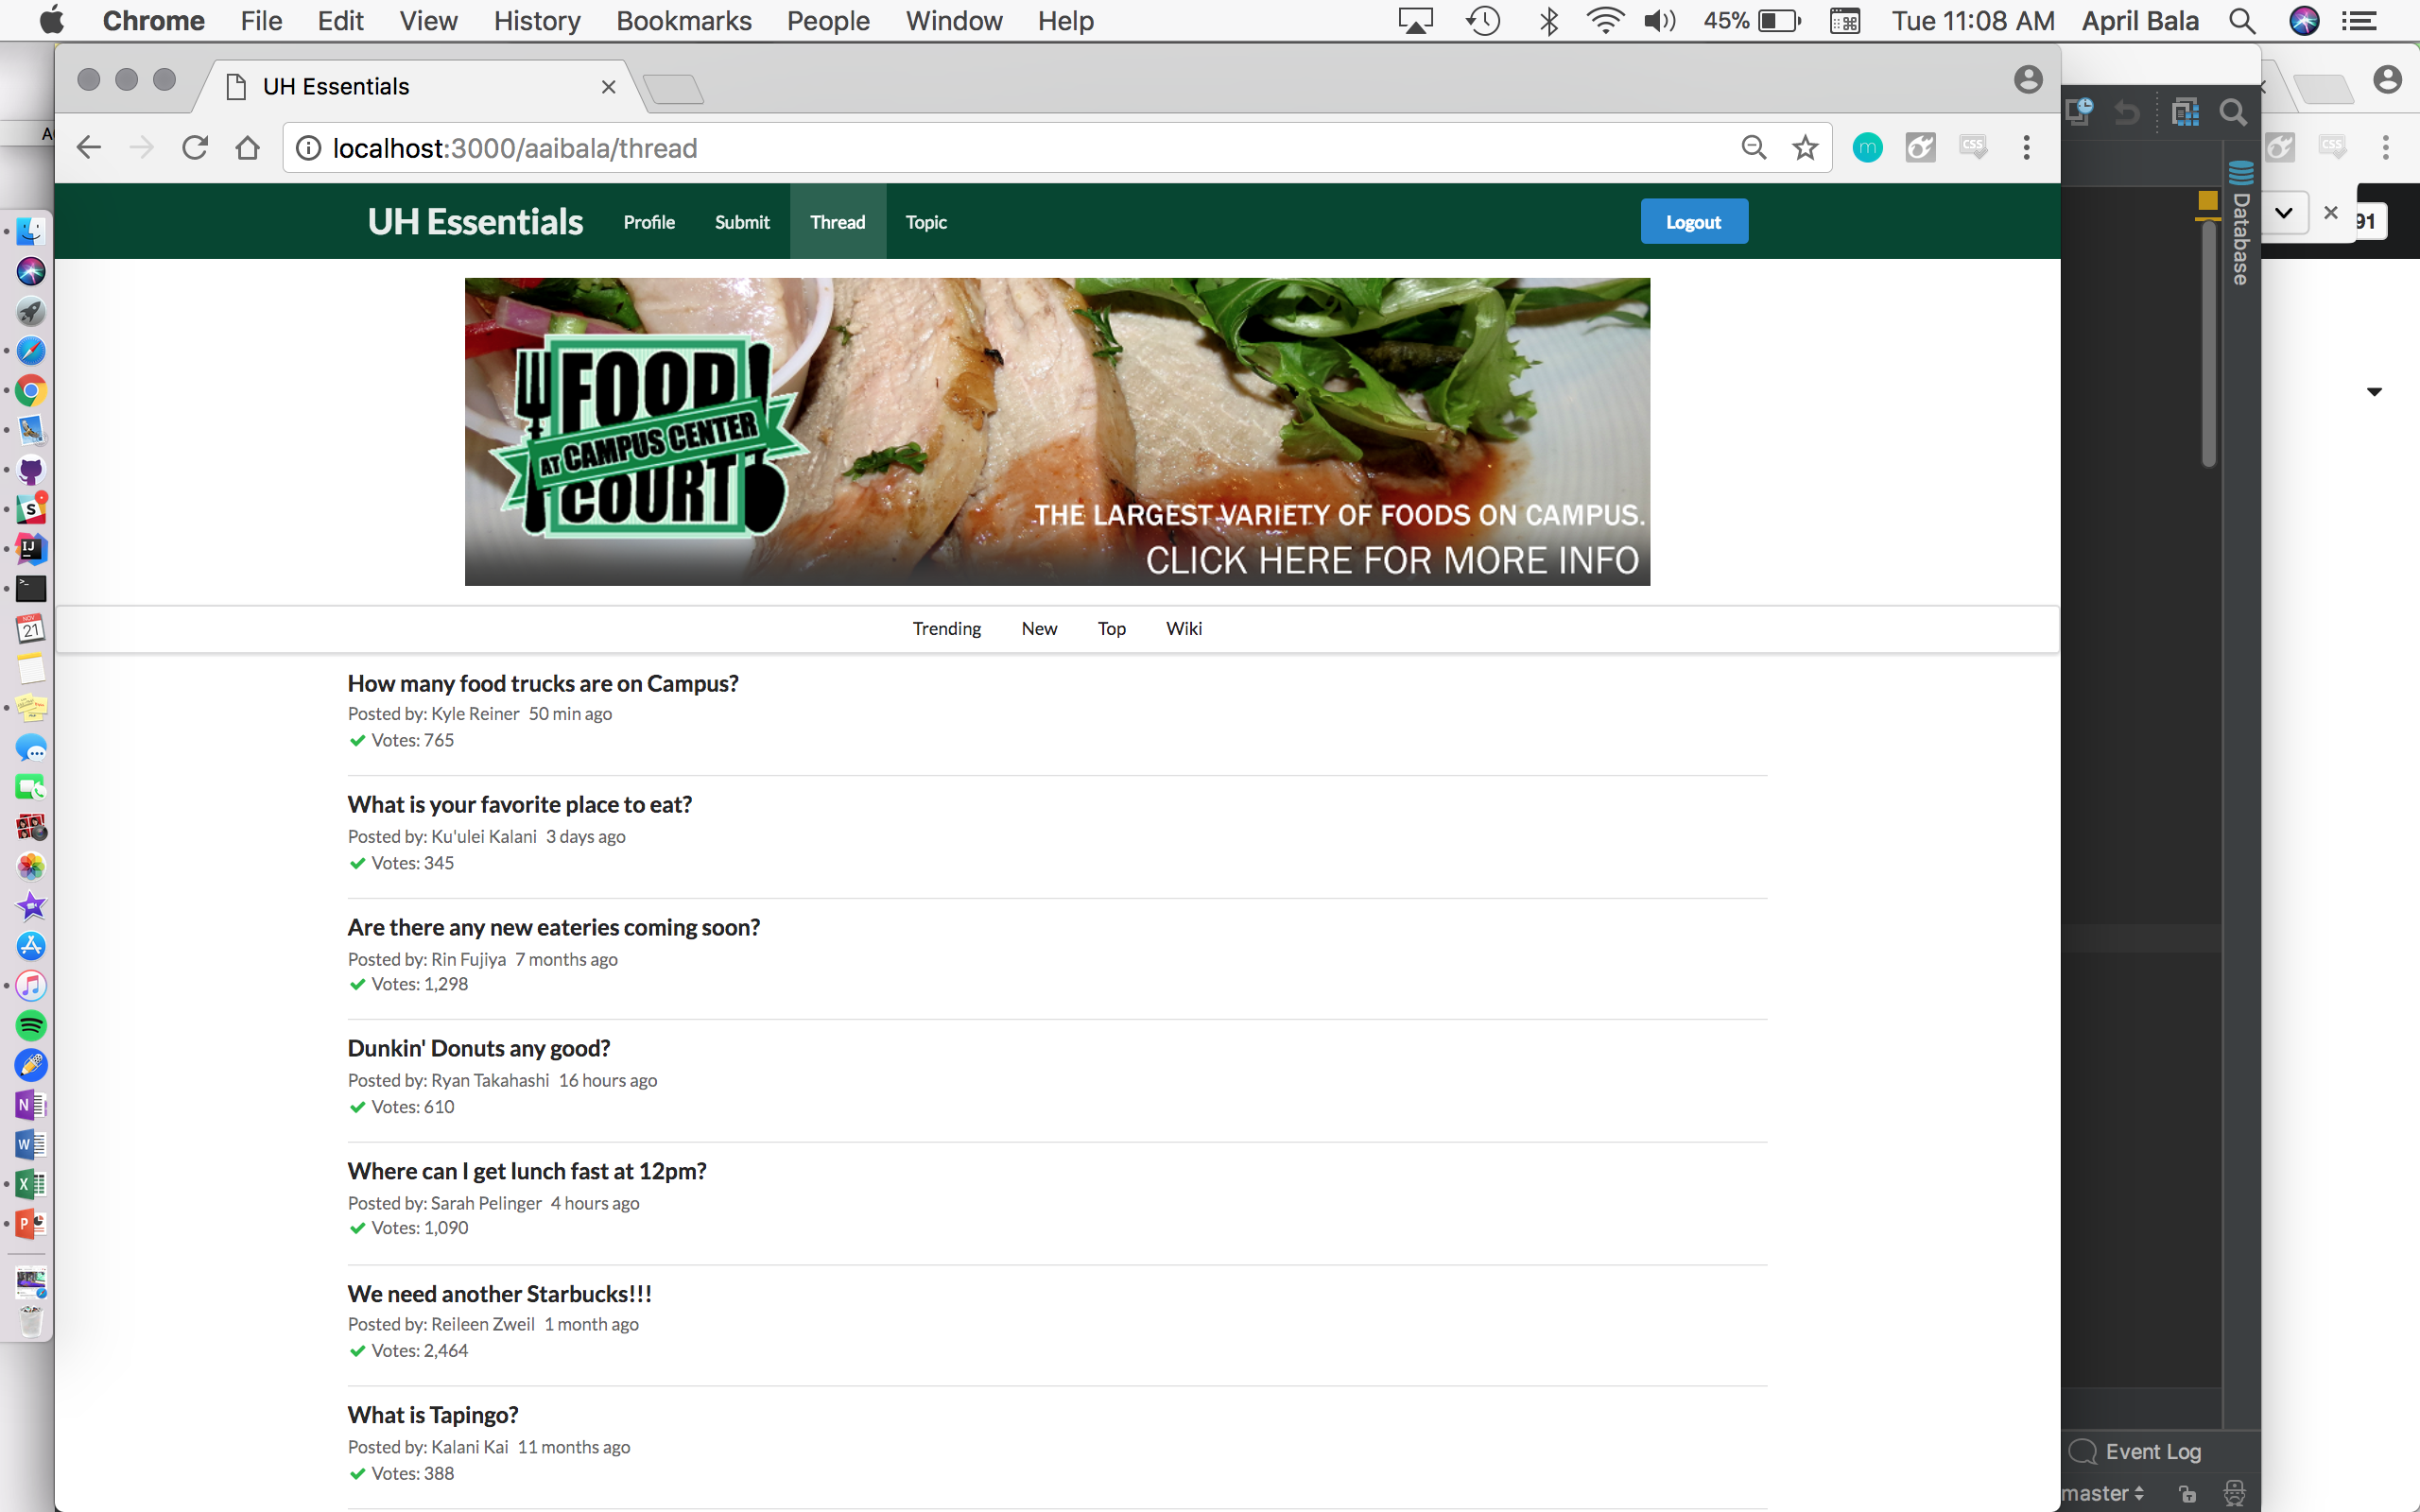 Chrome File Edit View History Bookmarks People Window Help 45% Tue 11:08 AM April Bala
UH Essentials
localhost:3000/aaibala/thread
UH Essentials Profile Submit Thread Topic Logout
FOOD
AT CAMPUS CENTER
COURT
THE LARGEST VARIETY OF FOODS ON CAMPUS.
CLICK HERE FOR MORE INFO
Trending New Top Wiki
How many food trucks are on Campus?
Posted by: Kyle Reiner 50 min ago
Votes: 765
What is your favorite place to eat?
Posted by: Ku'ulei Kalani 3 days ago
Votes: 345
Are there any new eateries coming soon?
Posted by: Rin Fujiya 7 months ago
Votes: 1,298
Dunkin' Donuts any good?
Posted by: Ryan Takahashi 16 hours ago
Votes: 610
Where can I get lunch fast at 12pm?
Posted by: Sarah Pelinger 4 hours ago
Votes: 1,090
We need another Starbucks!!!
Posted by: Reileen Zweil 1 month ago
Votes: 2,464
What is Tapingo?
Posted by: Kalani Kai 11 months ago
Votes: 388
Database
91
CSS
CSS
m
Event Log
master
NOV
21
S
IJ
N
W
X
P